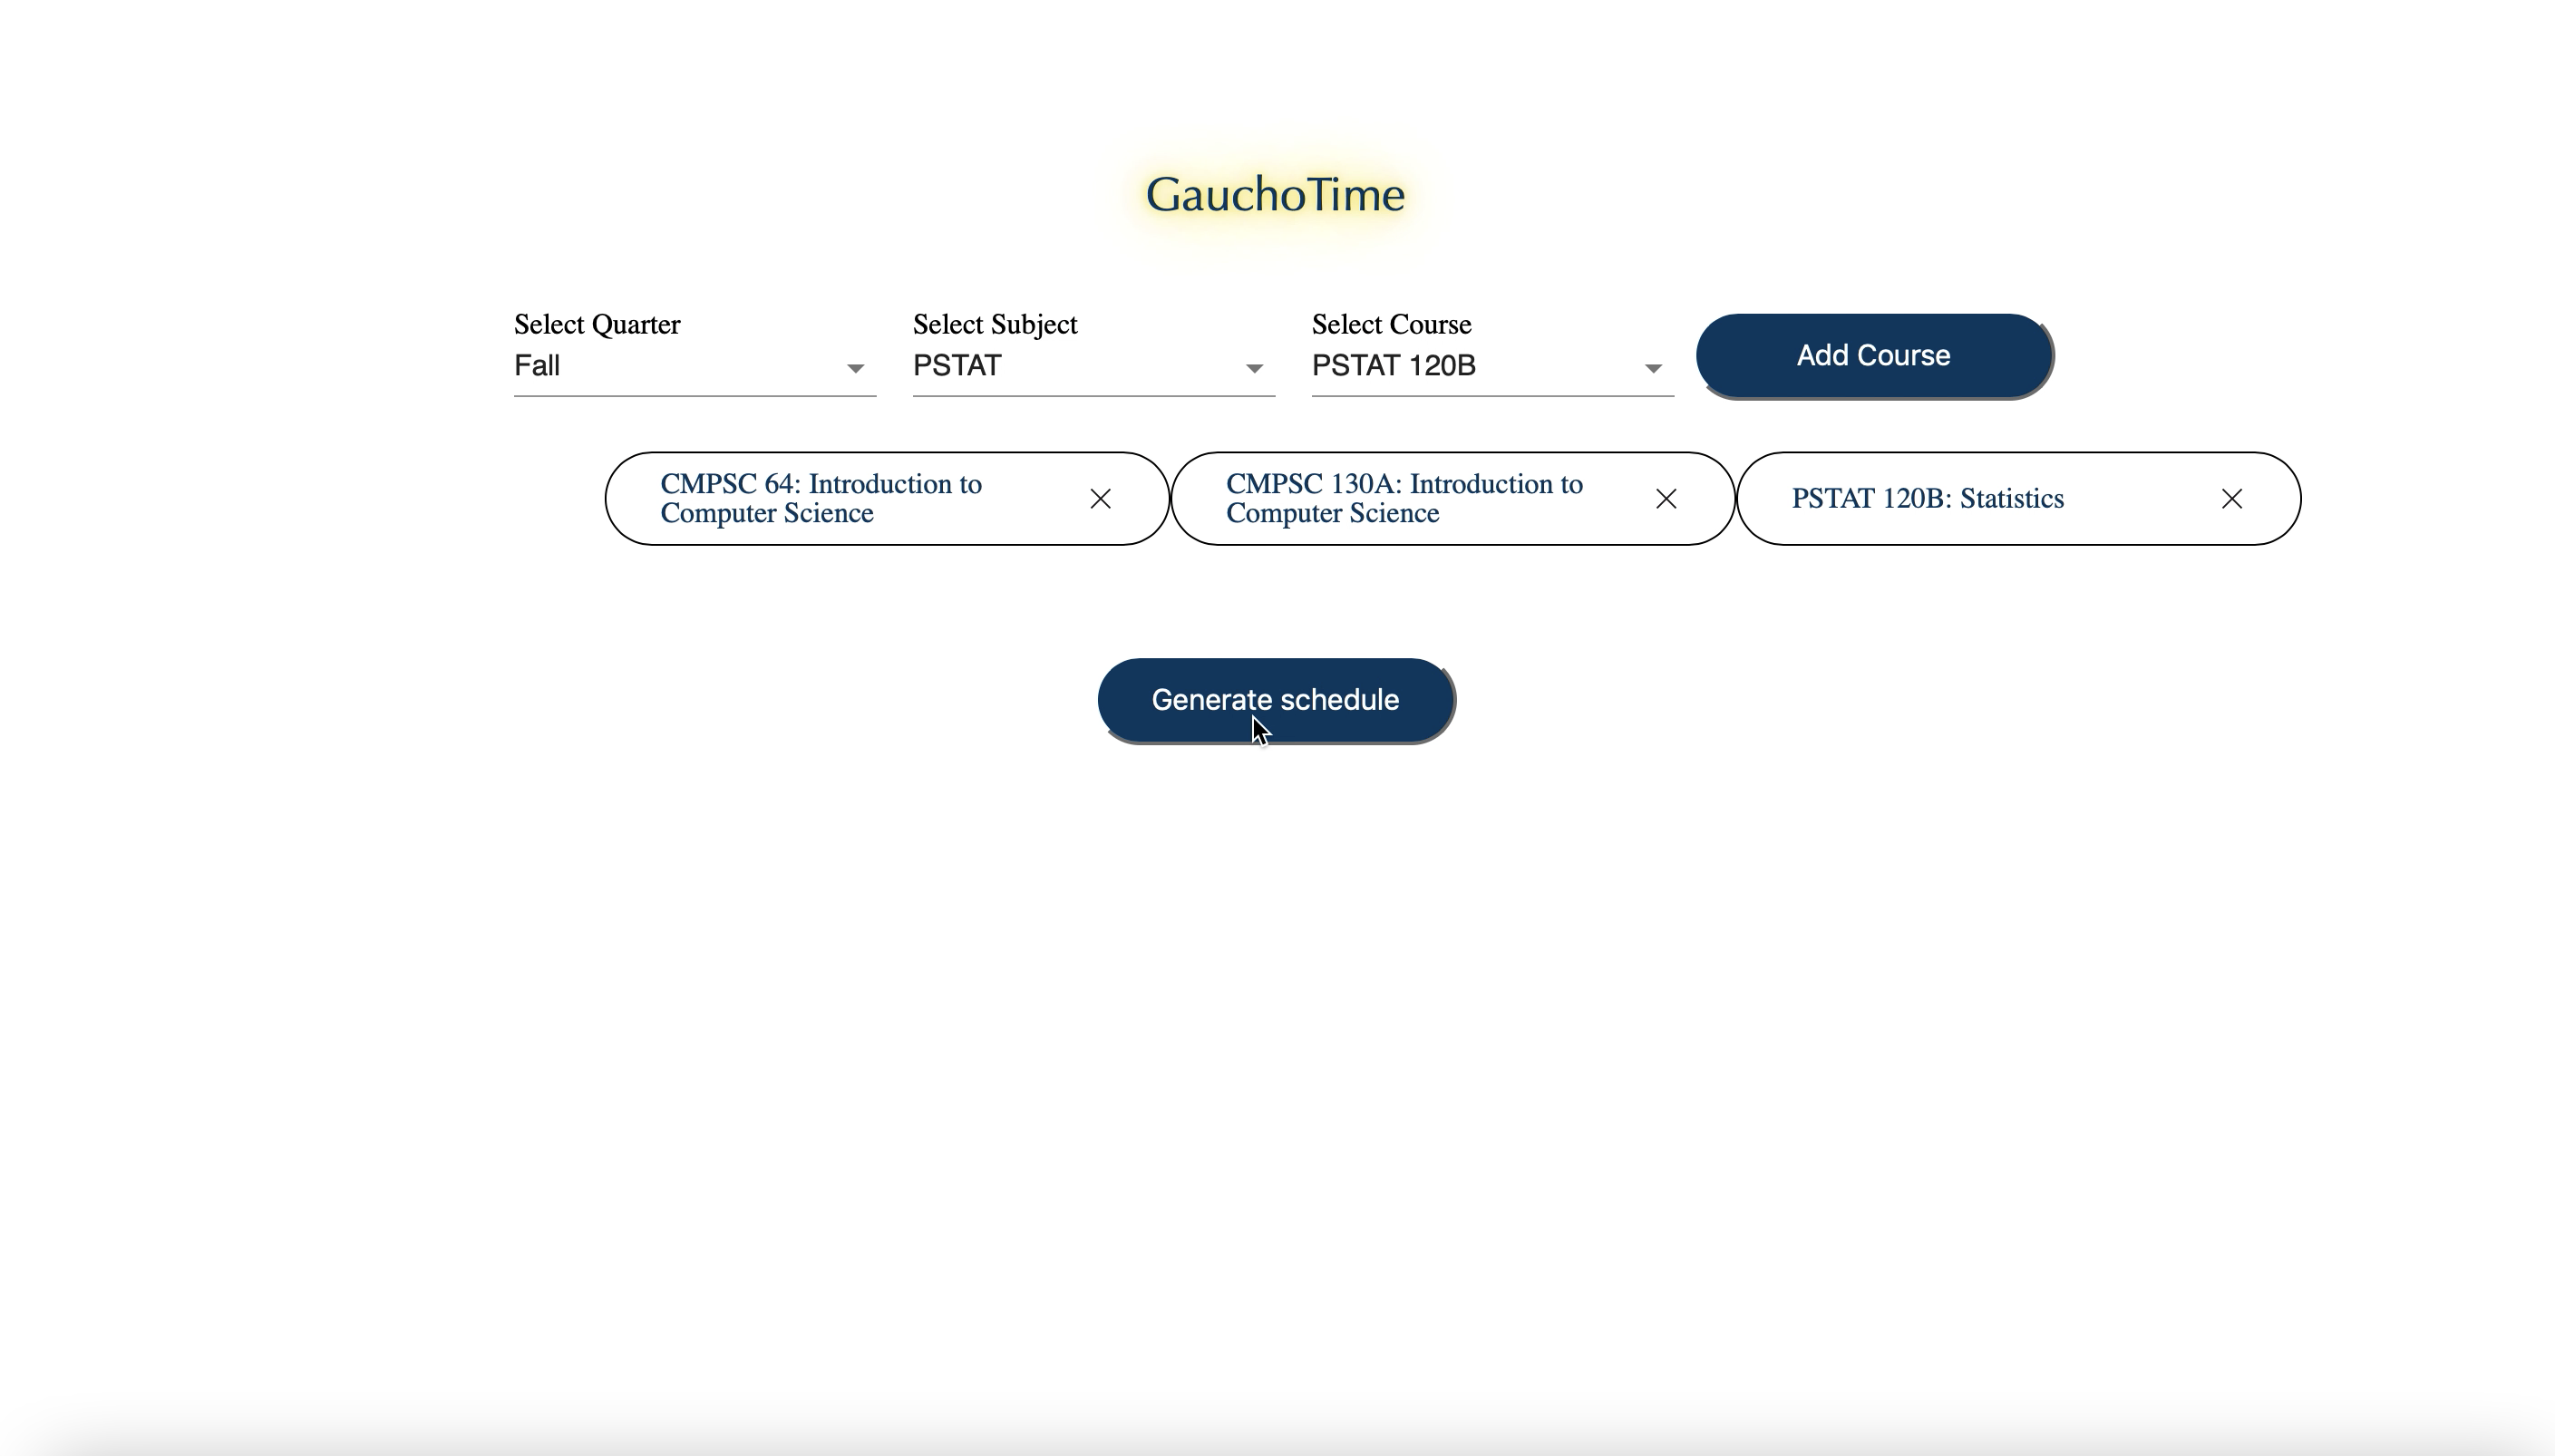 GauchoTime
Select Quarter
Fall
Select Subject
PSTAT
Select Course
PSTAT 120B
Add Course
CMPSC 64: Introduction to
Computer Science
CMPSC 130A: Introduction to
Computer Science
PSTAT 120B: Statistics
Generate schedule